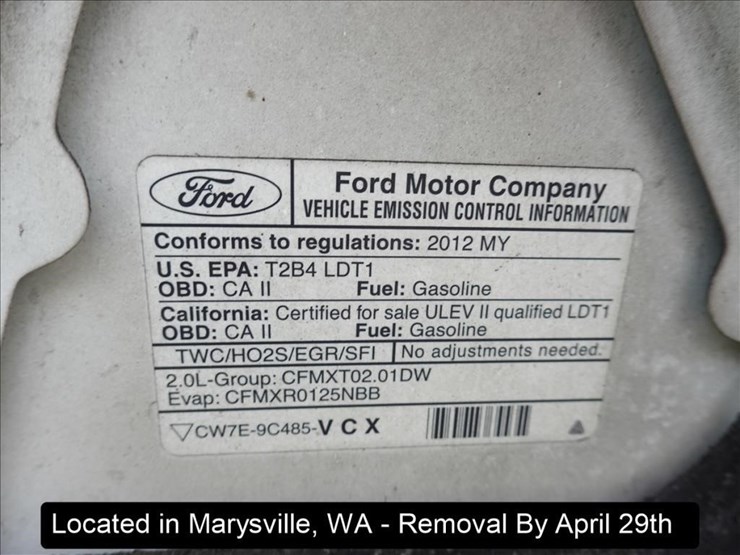 Ford
Ford Motor Company
VEHICLE EMISSION CONTROL INFORMATION
Conforms to regulations: 2012 MY
U.S. EPA: T2B4 LDT1
OBD: CA II Fuel: Gasoline
California: Certified for sale ULEV II qualified LDT1
OBD: CA II Fuel: Gasoline
TWC/HO2S/EGR/SFI No adjustments needed.
2.0L-Group: CFMXT02.01DW
Evap: CFMXR0125NBB
CW7E-9C485-V C X
Located in Marysville, WA - Removal By April 29th